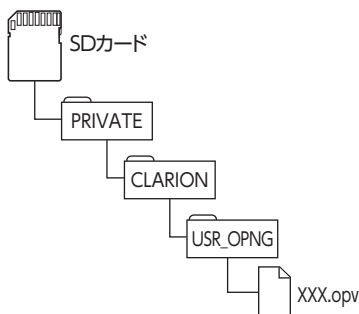 SDカード
PRIVATE
CLARION
USR_OPNG
XXX.opv